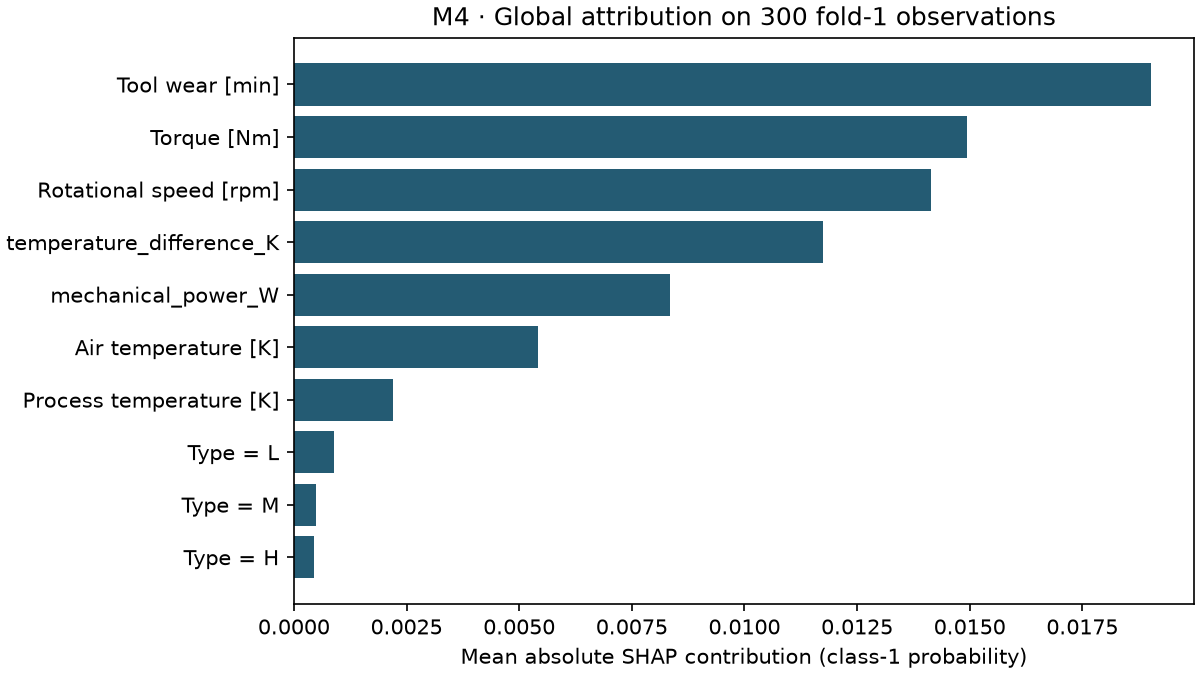 M4 · Global attribution on 300 fold-1 observations
Tool wear [min]
Torque [Nm]
Rotational speed [rpm]
temperature_difference_K
mechanical_power_W
Air temperature [K]
Process temperature [K]
Type = L
Type = M
Type = H
0.0000 0.0025 0.0050 0.0075 0.0100 0.0125 0.0150 0.0175
Mean absolute SHAP contribution (class-1 probability)